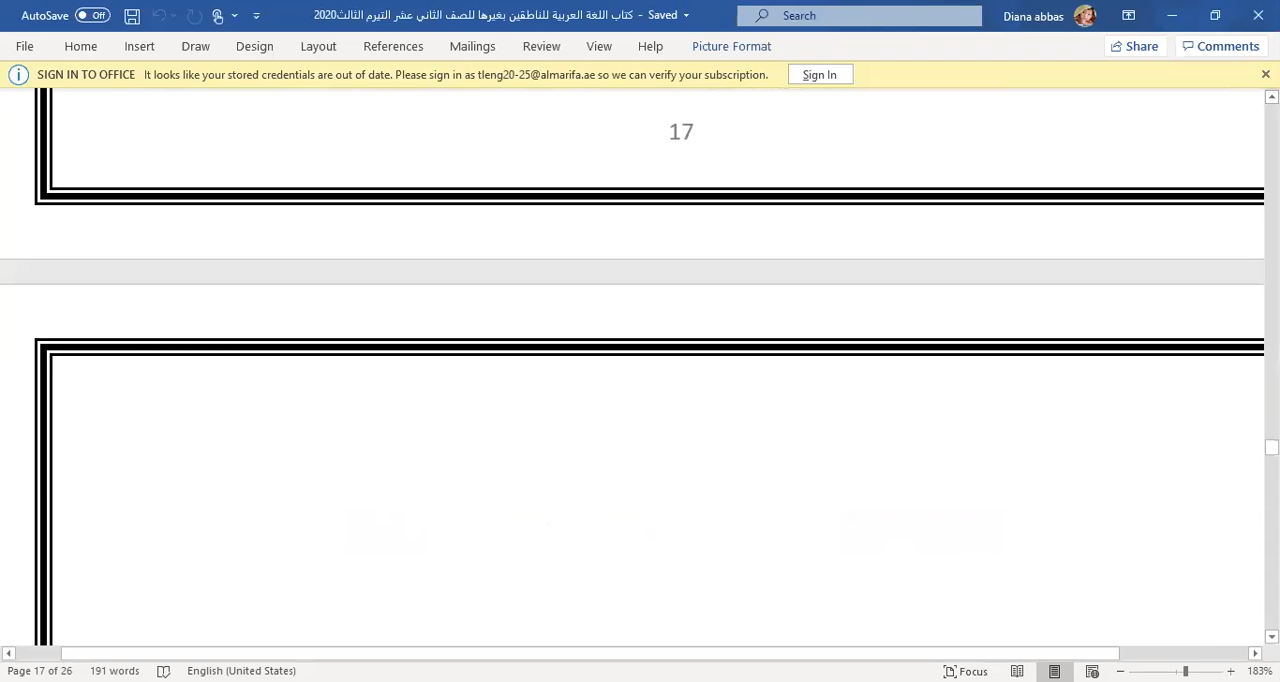 AutoSave Off كتاب اللغة العربية للناطقين بغيرها للصف الثاني عشر التيرم الثالث2020 - Saved Search Diana abbas
File Home Insert Draw Design Layout References Mailings Review View Help Picture Format Share Comments
SIGN IN TO OFFICE It looks like your stored credentials are out of date. Please sign in as tleng20-25@almarifa.ae so we can verify your subscription. Sign In
17
Page 17 of 26 191 words English (United States) Focus 183%